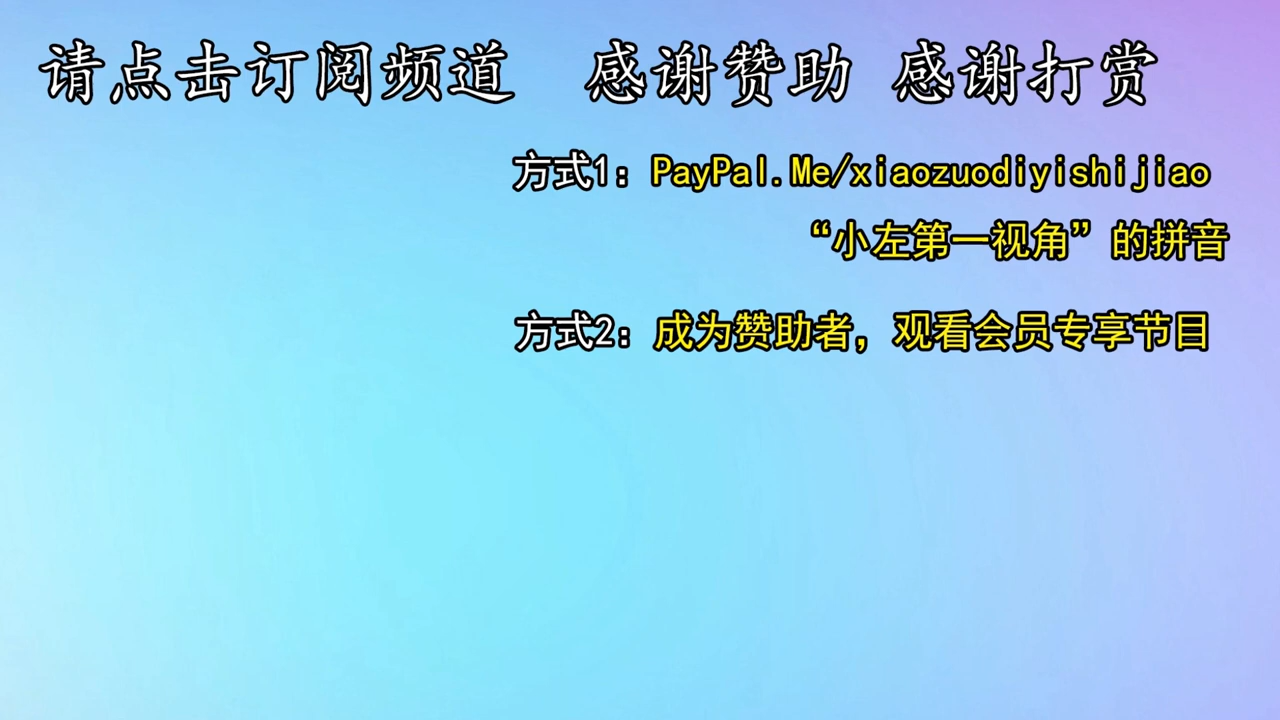 请点击订阅频道 感谢赞助 感谢打赏
方式1：PayPal.Me/xiaozuodiyishijiao
“小左第一视角”的拼音
方式2：成为赞助者，观看会员专享节目